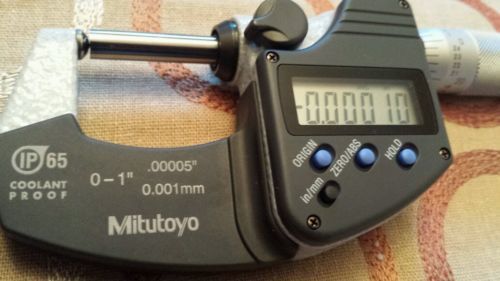 -0.00010
ORIGIN
ZERO/ABS
HOLD
in/mm
IP 65
COOLANT
PROOF
0-1"
.00005"
0.001mm
Mitutoyo